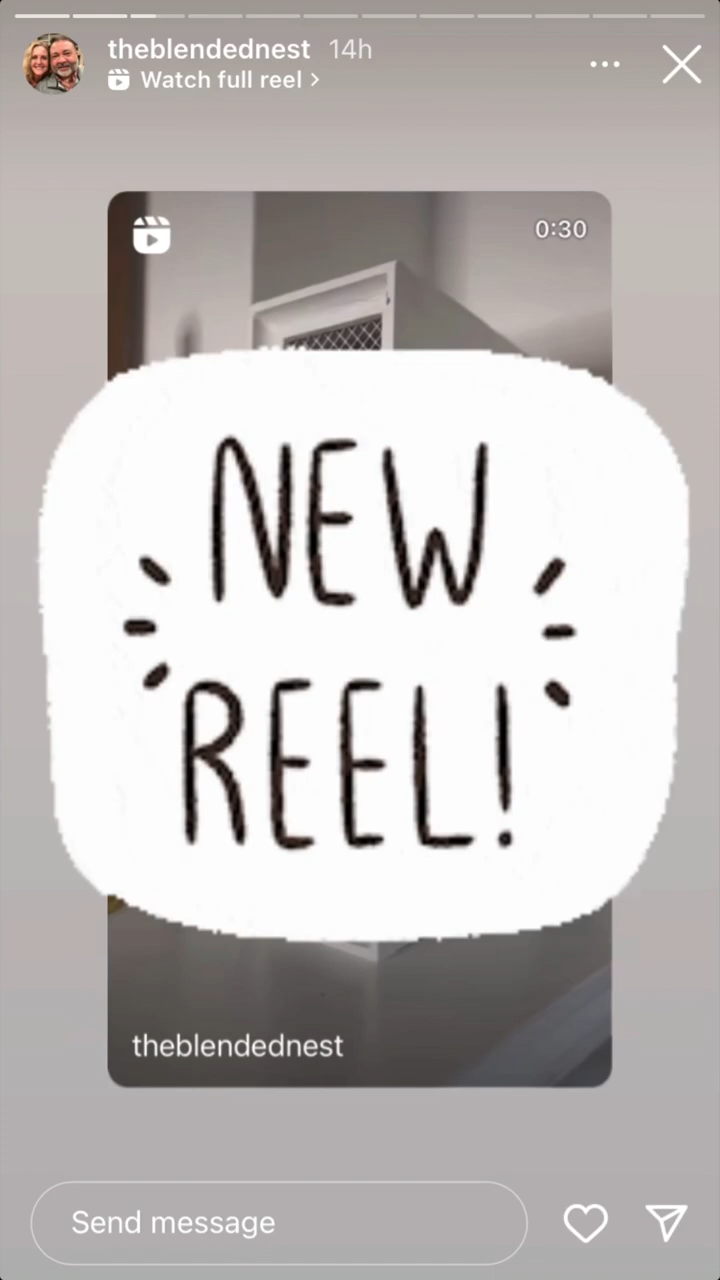 theblendednest 14h
Watch full reel >
0:30
NEW
REEL!
theblendednest
Send message